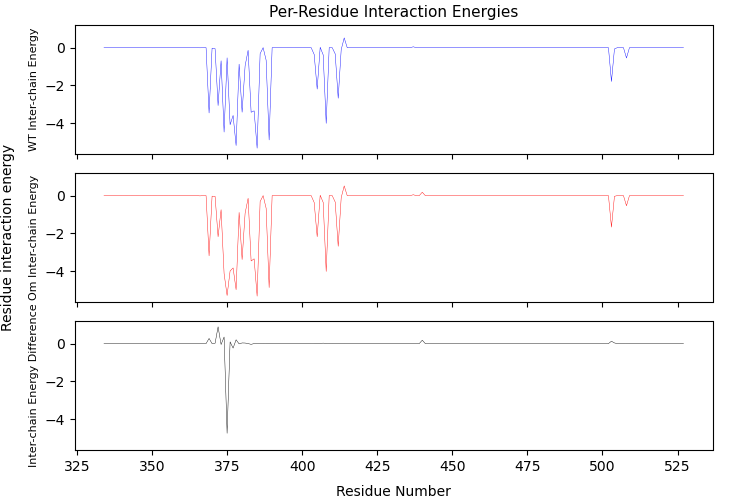 Per-Residue Interaction Energies
WT Inter-chain Energy
0
−2
−4
Om Inter-chain Energy
0
−2
−4
Residue interaction energy
Inter-chain Energy Difference
0
−2
−4
325 350 375 400 425 450 475 500 525
Residue Number